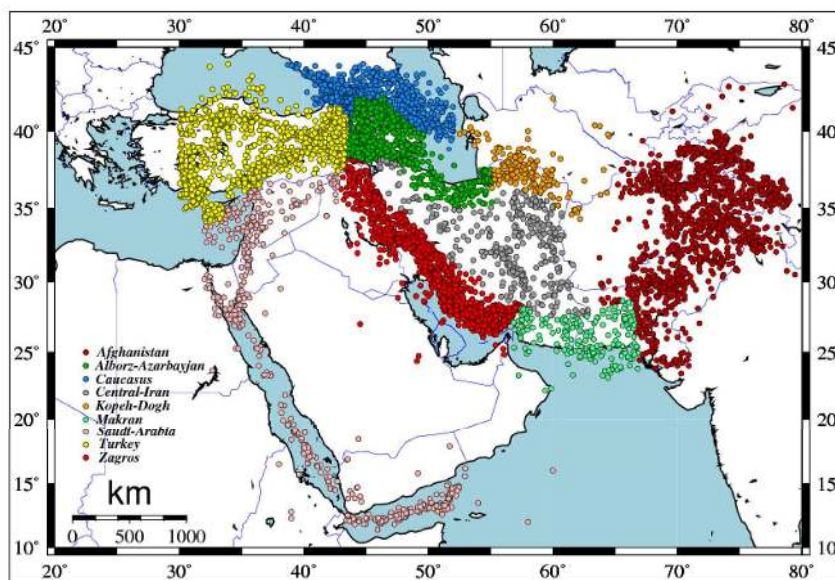 20° 30° 40° 50° 60° 70° 80°
45° 45°
40° 40°
35° 35°
30° 30°
25° 25°
20° 20°
15° 15°
10° 10°
20° 30° 40° 50° 60° 70° 80°
Afghanistan
Alborz-Azarbayjan
Caucasus
Central-Iran
Kopeh-Dogh
Makran
Saudi-Arabia
Turkey
Zagros
km
0 500 1000